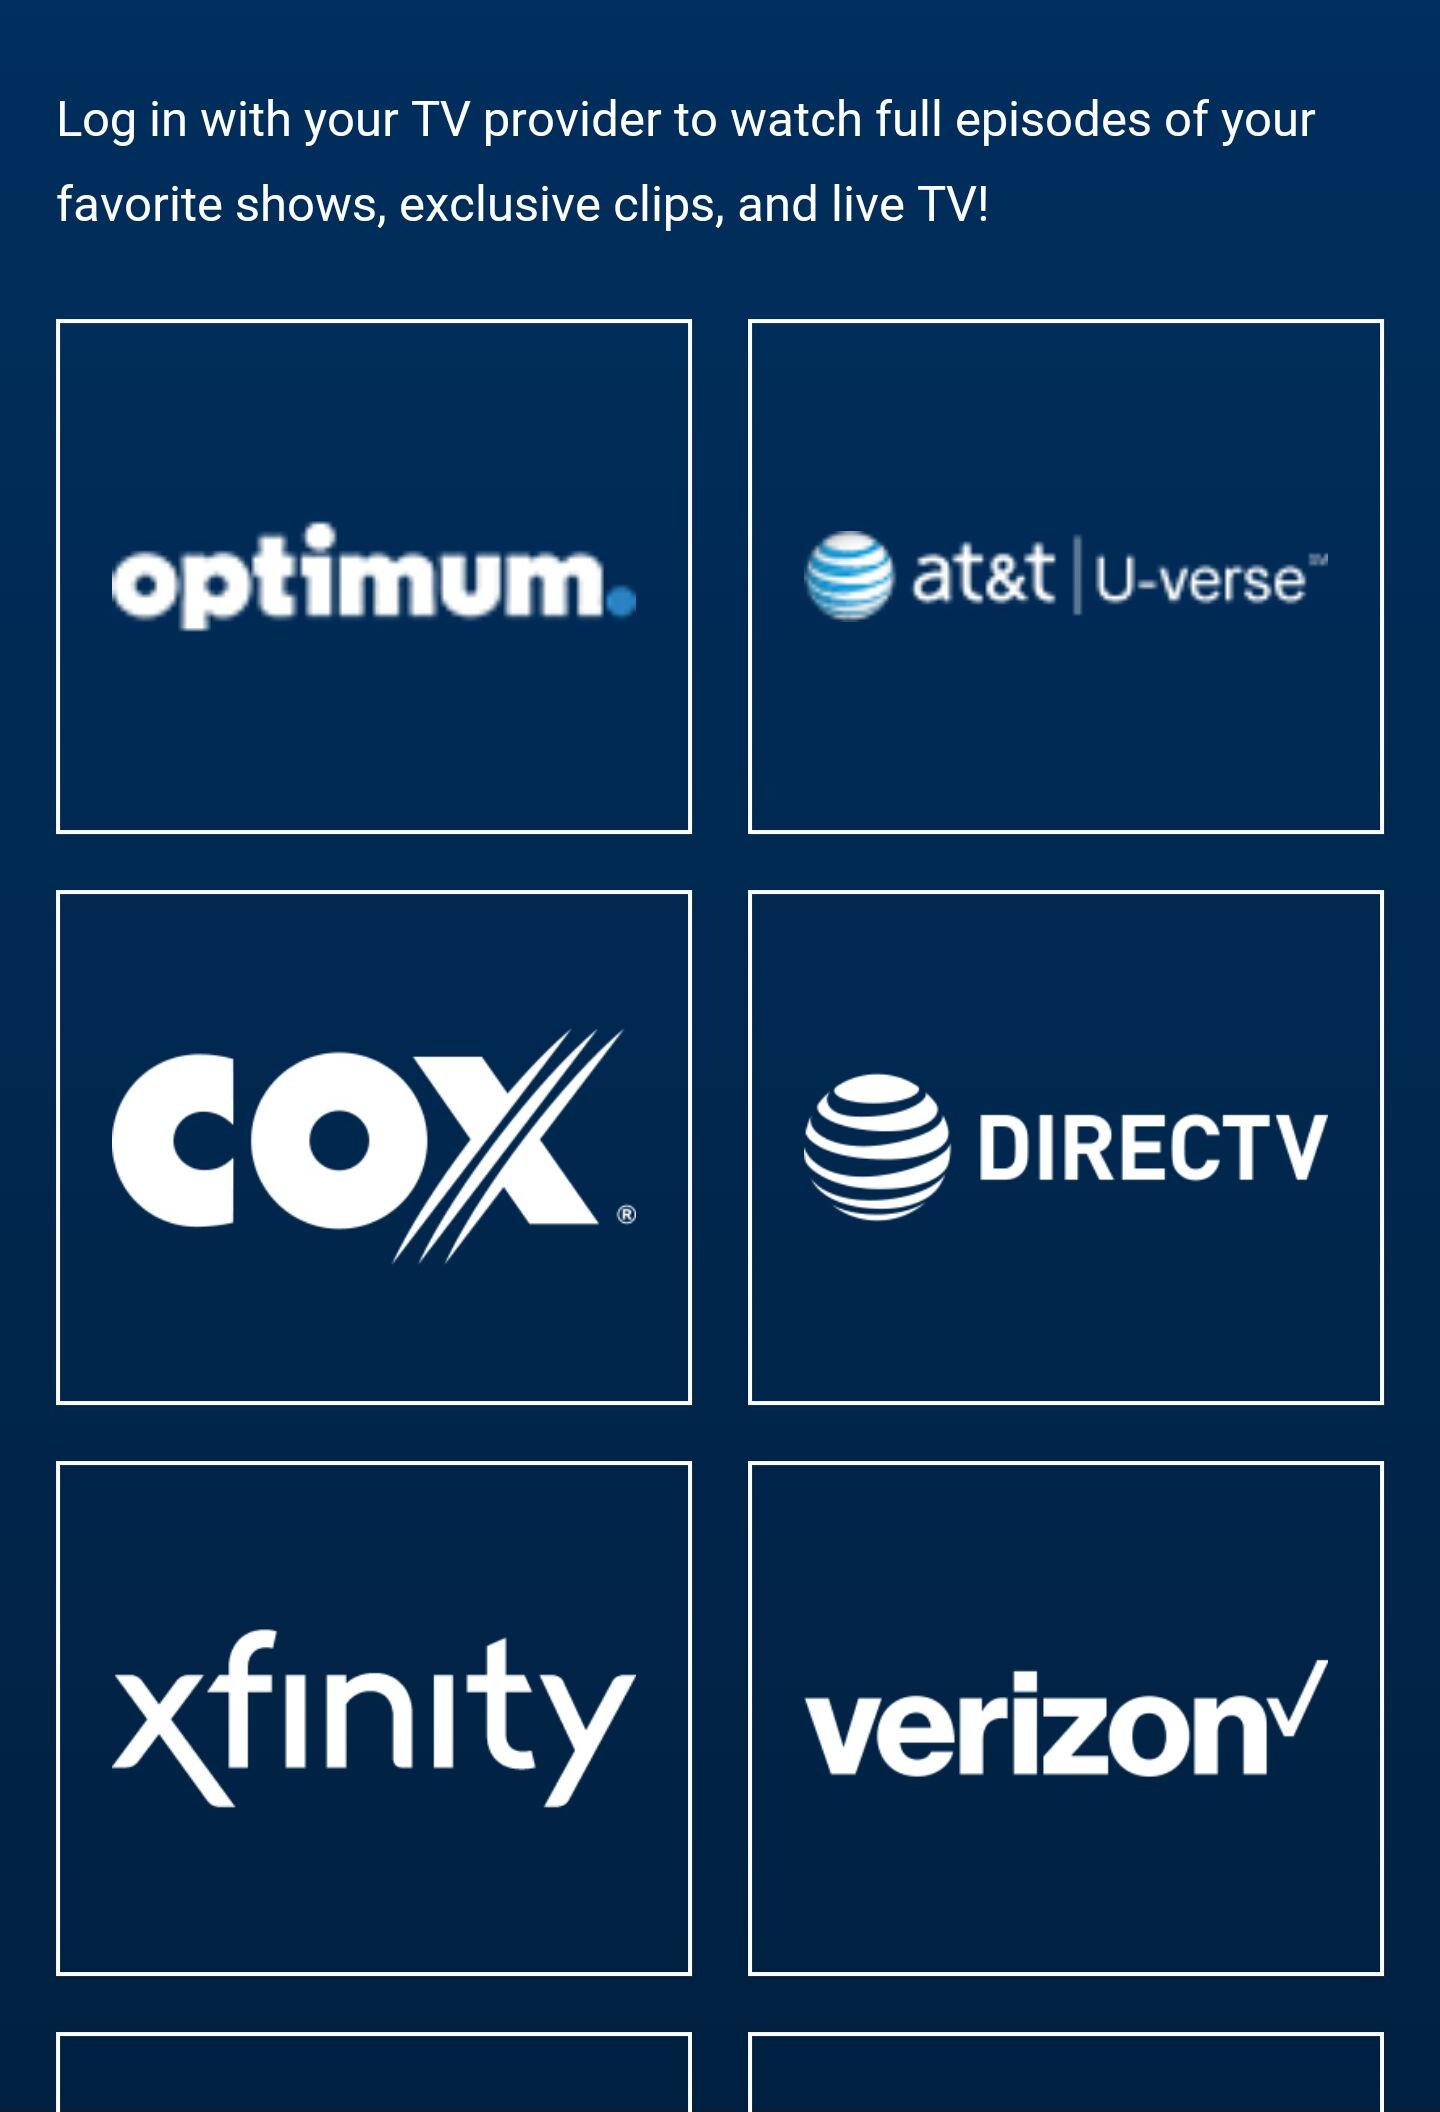 Log in with your TV provider to watch full episodes of your
favorite shows, exclusive clips, and live TV!
optimum.
at&t | U-verse℠
COX®
DIRECTV
xfinity
verizon✓